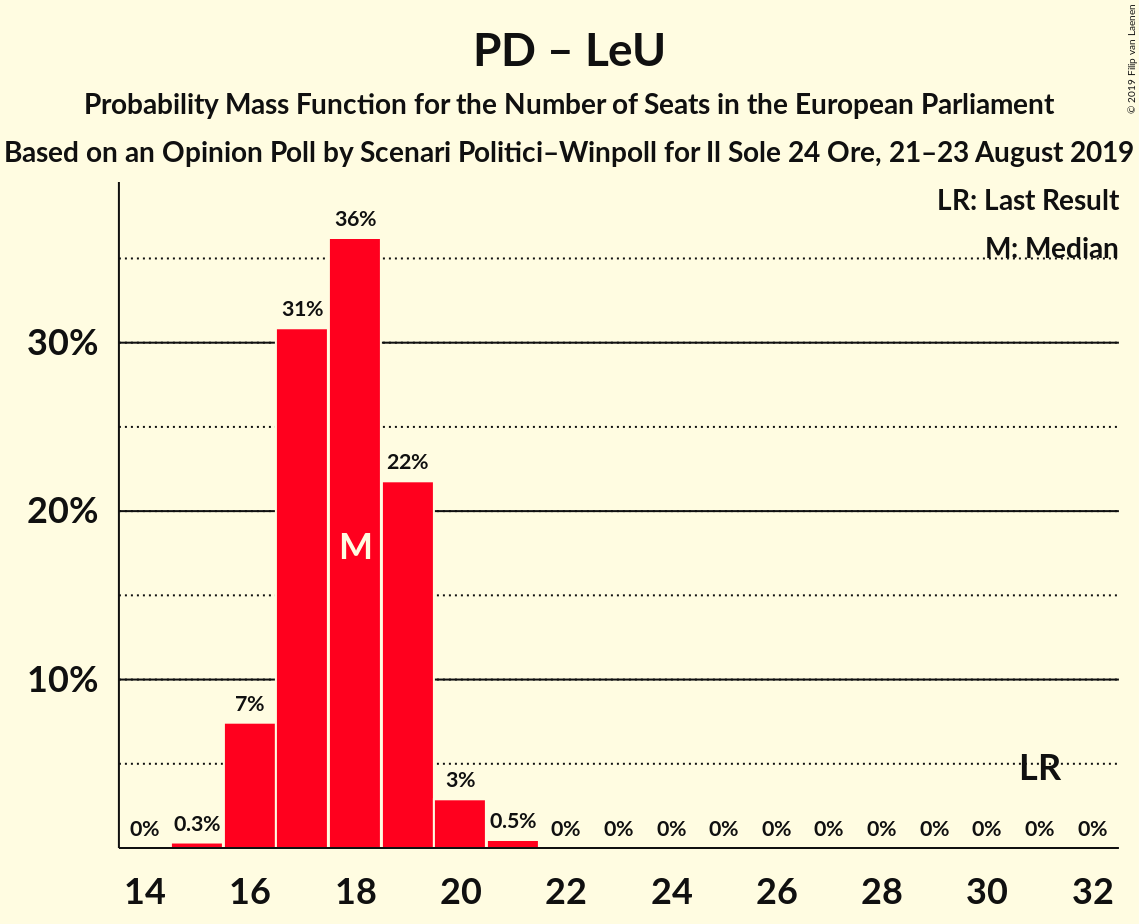 PD – LeU
Probability Mass Function for the Number of Seats in the European Parliament
Based on an Opinion Poll by Scenari Politici–Winpoll for Il Sole 24 Ore, 21–23 August 2019
© 2019 Filip van Laenen
LR: Last Result
M: Median
36%
31%
30%
22%
20%
M
10%
7%
LR
3%
0% 0.3% 0.5% 0% 0% 0% 0% 0% 0% 0% 0% 0% 0% 0%
14 16 18 20 22 24 26 28 30 32